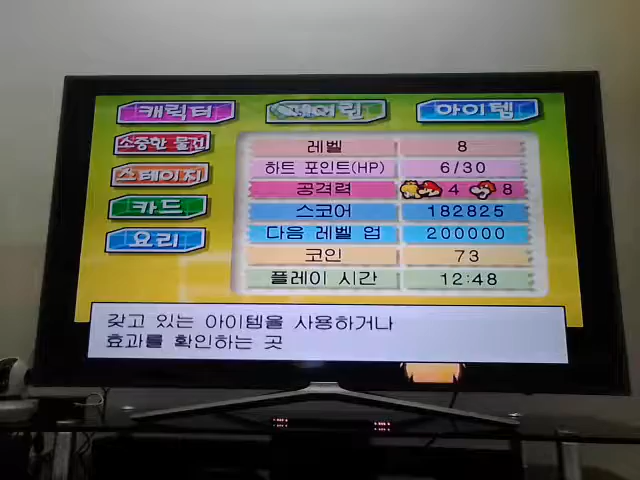 캐릭터
페어린
아이템
소중한 물건
스테이지
카드
요리
레벨 8
하트 포인트(HP) 6/30
공격력 4 8
스코어 182825
다음 레벨 업 200000
코인 73
플레이 시간 12:48
갖고 있는 아이템을 사용하거나
효과를 확인하는 곳